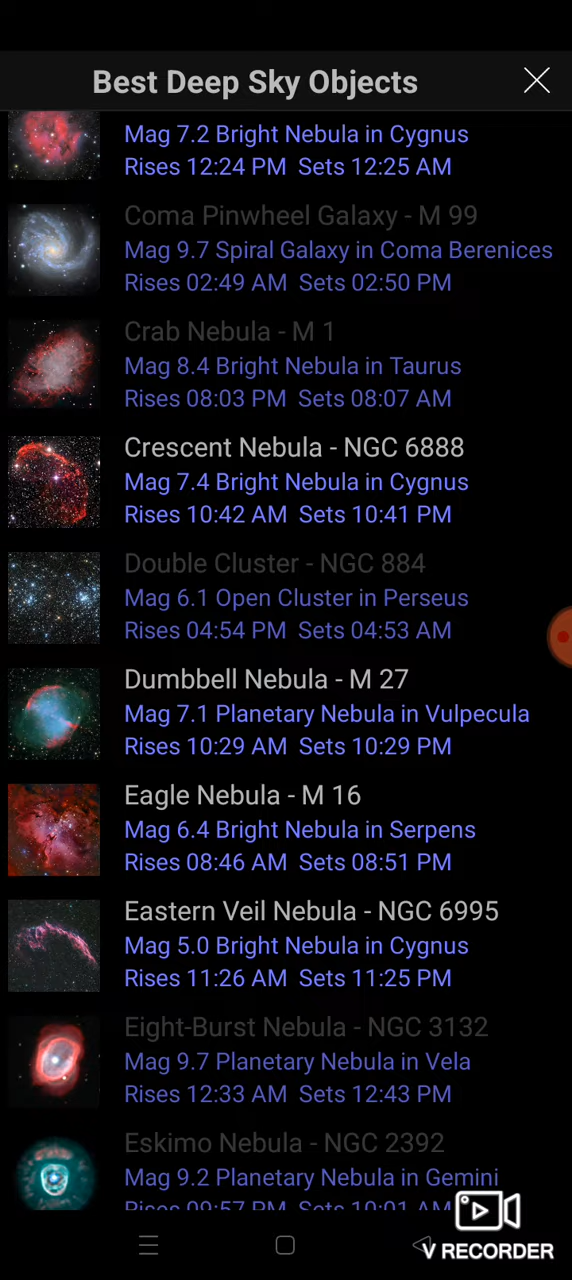 Best Deep Sky Objects
Mag 7.2 Bright Nebula in Cygnus
Rises 12:24 PM Sets 12:25 AM
Coma Pinwheel Galaxy - M 99
Mag 9.7 Spiral Galaxy in Coma Berenices
Rises 02:49 AM Sets 02:50 PM
Crab Nebula - M 1
Mag 8.4 Bright Nebula in Taurus
Rises 08:03 PM Sets 08:07 AM
Crescent Nebula - NGC 6888
Mag 7.4 Bright Nebula in Cygnus
Rises 10:42 AM Sets 10:41 PM
Double Cluster - NGC 884
Mag 6.1 Open Cluster in Perseus
Rises 04:54 PM Sets 04:53 AM
Dumbbell Nebula - M 27
Mag 7.1 Planetary Nebula in Vulpecula
Rises 10:29 AM Sets 10:29 PM
Eagle Nebula - M 16
Mag 6.4 Bright Nebula in Serpens
Rises 08:46 AM Sets 08:51 PM
Eastern Veil Nebula - NGC 6995
Mag 5.0 Bright Nebula in Cygnus
Rises 11:26 AM Sets 11:25 PM
Eight-Burst Nebula - NGC 3132
Mag 9.7 Planetary Nebula in Vela
Rises 12:33 AM Sets 12:43 PM
Eskimo Nebula - NGC 2392
Mag 9.2 Planetary Nebula in Gemini
Rises 09:57 PM Sets 10:01 AM
V RECORDER